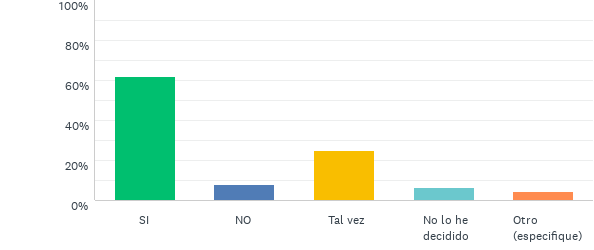 100%
80%
60%
40%
20%
0%
SI
NO
Tal vez
No lo he
decidido
Otro
(especifique)